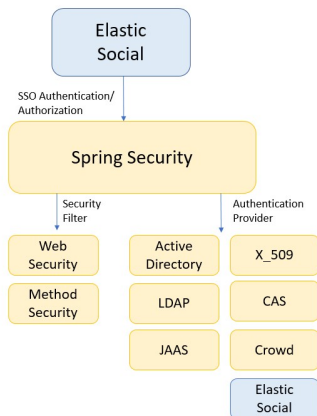 Elastic
Social
SSO Authentication/
Authorization
Spring Security
Security
Filter
Authentication
Provider
Web
Security
Method
Security
Active
Directory
LDAP
JAAS
X_509
CAS
Crowd
Elastic
Social